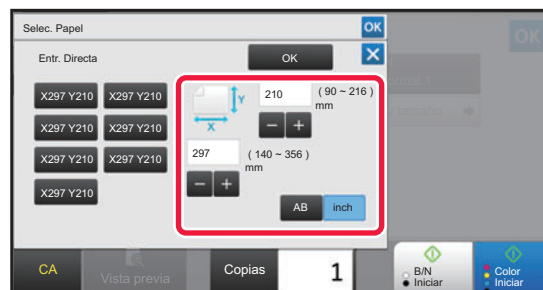 Selec. Papel
OK
OK
Entr. Directa
OK
X297 Y210
X297 Y210
X297 Y210
X297 Y210
X297 Y210
X297 Y210
X297 Y210
Y
X
210
( 90 ~ 216 )
mm
297
( 140 ~ 356 )
mm
AB
inch
CA
Vista previa
Copias
1
B/N
Iniciar
Color
Iniciar